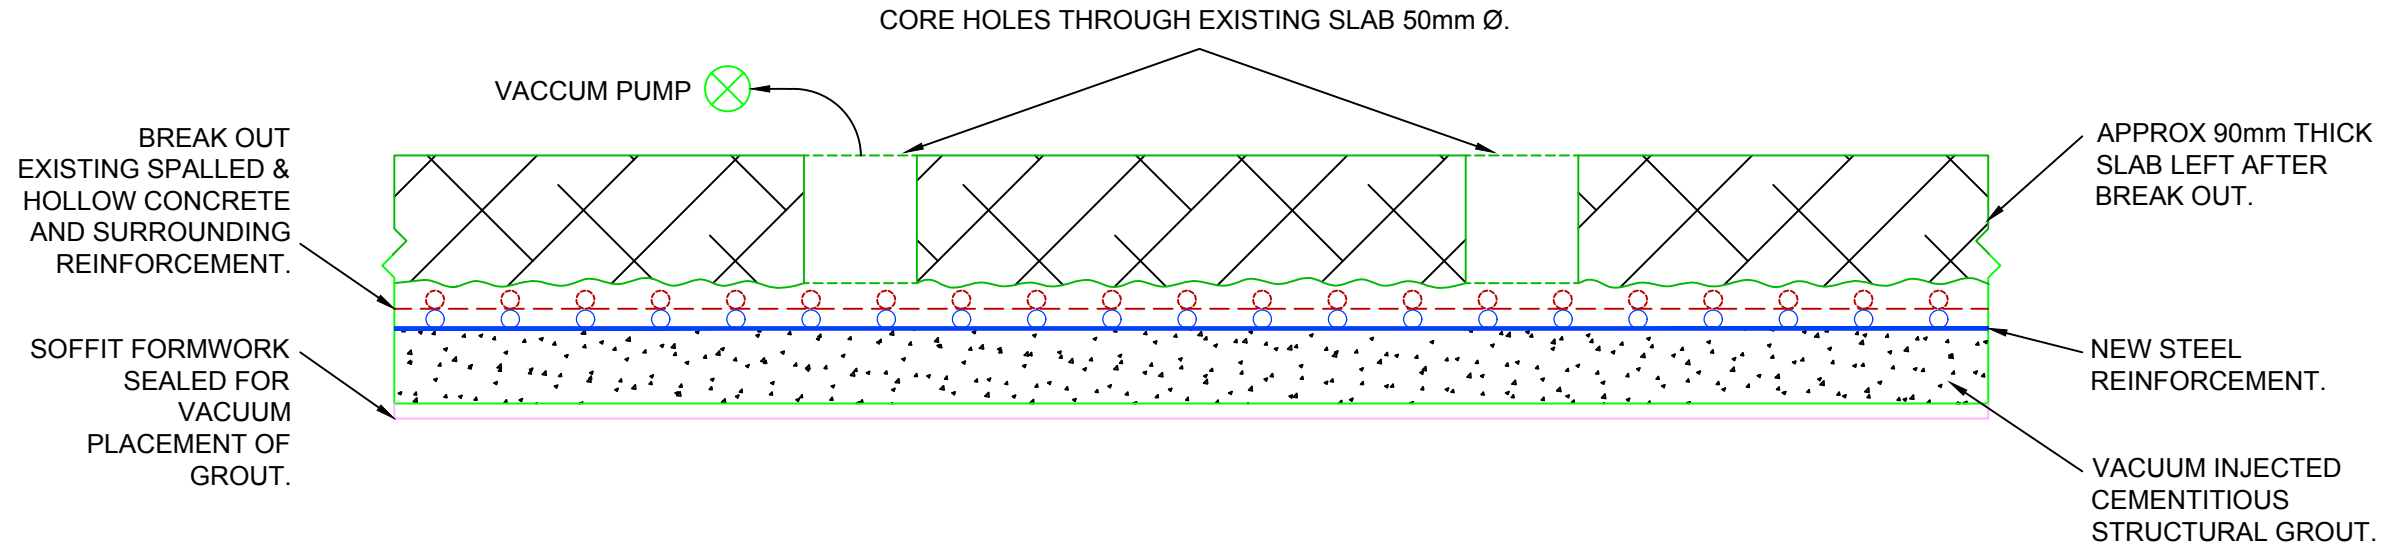 CORE HOLES THROUGH EXISTING SLAB 50mm Ø.
VACCUM PUMP
BREAK OUT
EXISTING SPALLED &
HOLLOW CONCRETE
AND SURROUNDING
REINFORCEMENT.
APPROX 90mm THICK
SLAB LEFT AFTER
BREAK OUT.
SOFFIT FORMWORK
SEALED FOR
VACUUM
PLACEMENT OF
GROUT.
NEW STEEL
REINFORCEMENT.
VACUUM INJECTED
CEMENTITIOUS
STRUCTURAL GROUT.